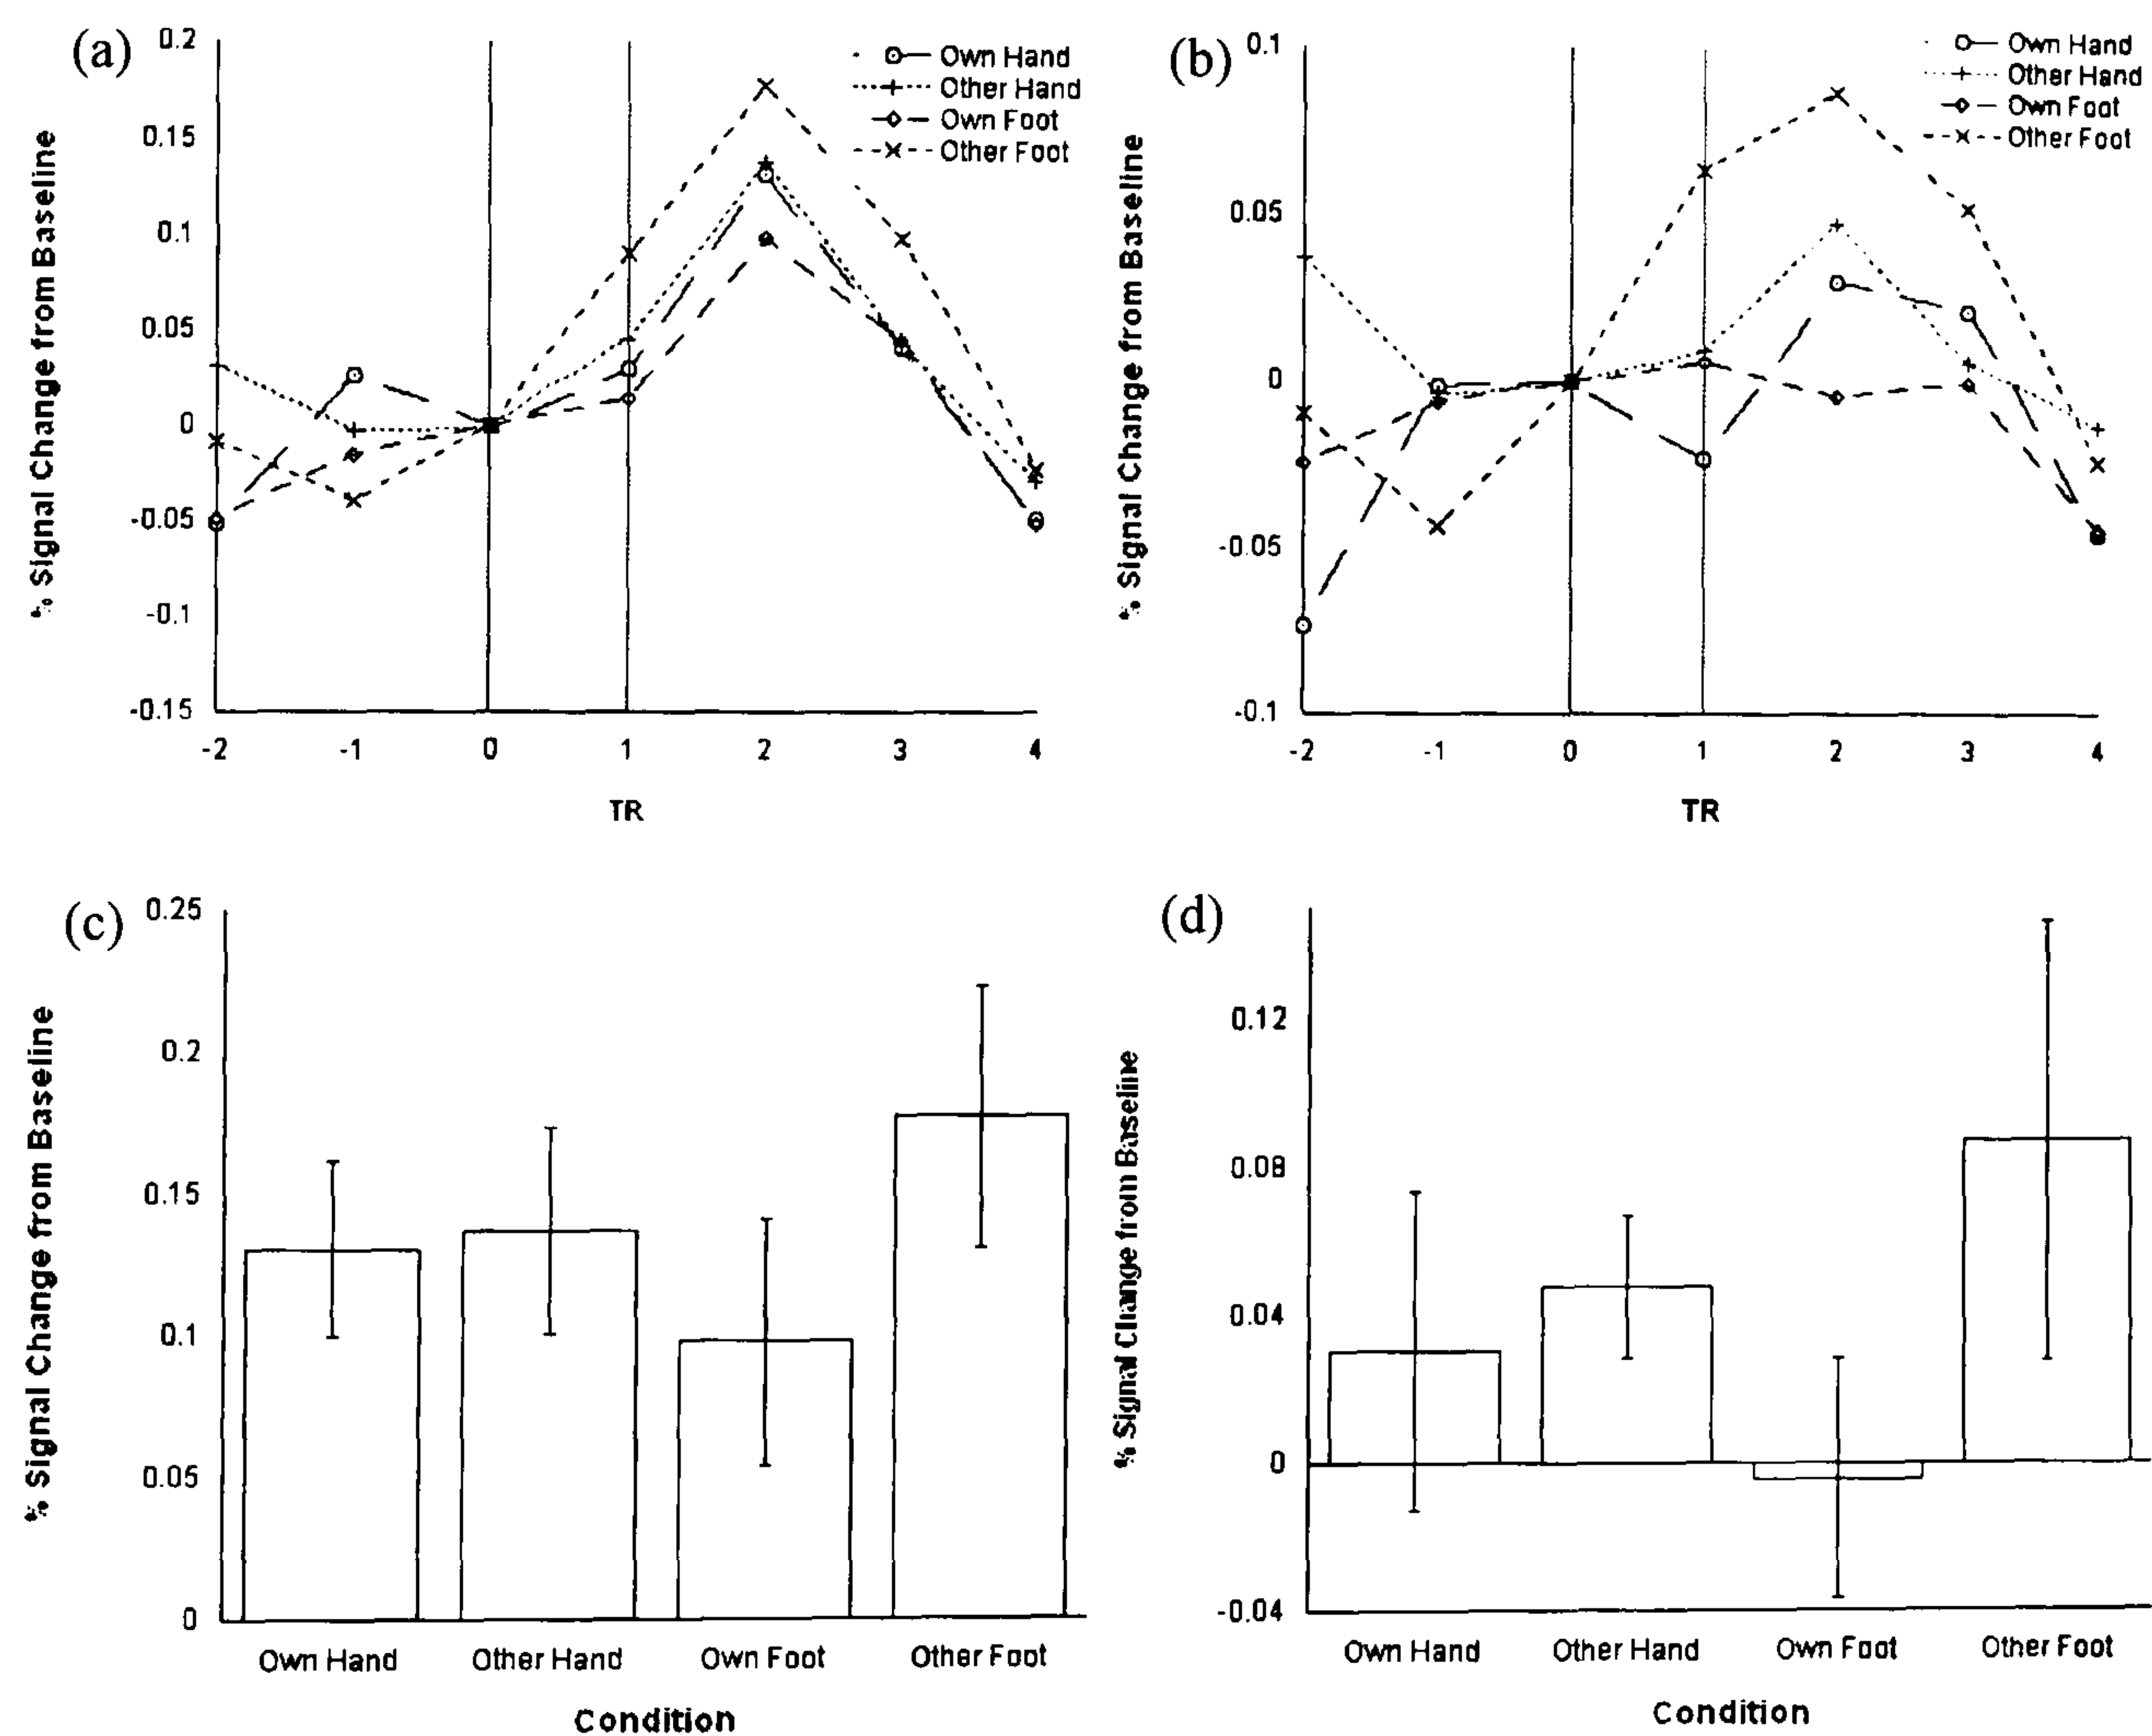 (a)
% Signal Change from Baseline
0.2
0.15
0.1
0.05
0
-0.05
-0.1
-0.15
-2 -1 0 1 2 3 4
TR
Own Hand
Other Hand
Own Foot
Other Foot
(b)
% Signal Change from Baseline
0.1
0.05
0
-0.05
-0.1
-2 -1 0 1 2 3 4
TR
Own Hand
Other Hand
Own Foot
Other Foot
(c)
% Signal Change from Baseline
0.25
0.2
0.15
0.1
0.05
0
Own Hand Other Hand Own Foot Other Foot
Condition
(d)
% Signal Change from Baseline
0.12
0.08
0.04
0
-0.04
Own Hand Other Hand Own Foot Other Foot
Condition